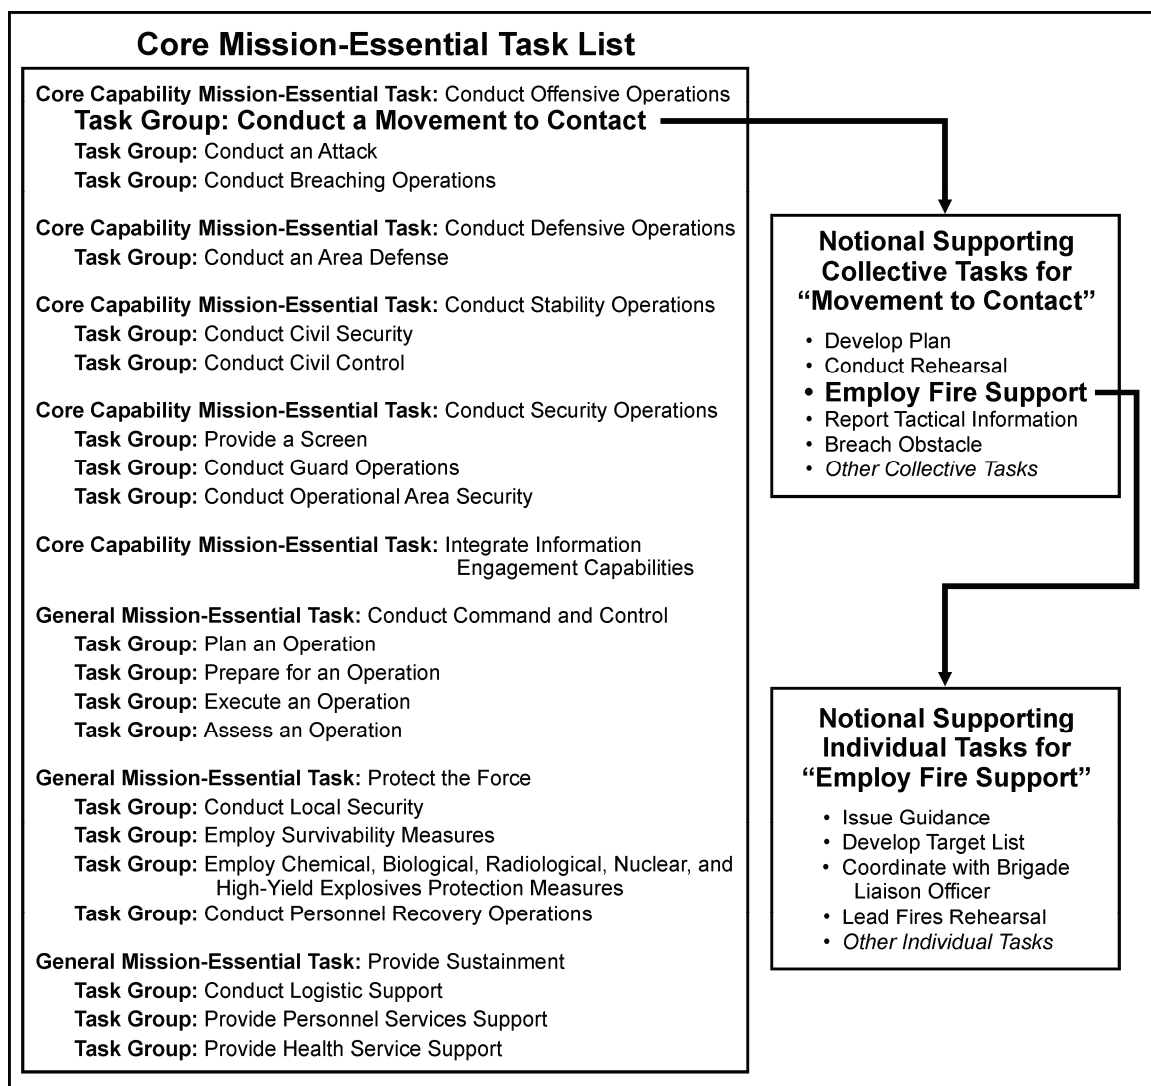 Core Mission-Essential Task List
Core Capability Mission-Essential Task: Conduct Offensive Operations
Task Group: Conduct a Movement to Contact
Task Group: Conduct an Attack
Task Group: Conduct Breaching Operations
Core Capability Mission-Essential Task: Conduct Defensive Operations
Task Group: Conduct an Area Defense
Core Capability Mission-Essential Task: Conduct Stability Operations
Task Group: Conduct Civil Security
Task Group: Conduct Civil Control
Core Capability Mission-Essential Task: Conduct Security Operations
Task Group: Provide a Screen
Task Group: Conduct Guard Operations
Task Group: Conduct Operational Area Security
Core Capability Mission-Essential Task: Integrate Information
Engagement Capabilities
General Mission-Essential Task: Conduct Command and Control
Task Group: Plan an Operation
Task Group: Prepare for an Operation
Task Group: Execute an Operation
Task Group: Assess an Operation
General Mission-Essential Task: Protect the Force
Task Group: Conduct Local Security
Task Group: Employ Survivability Measures
Task Group: Employ Chemical, Biological, Radiological, Nuclear, and
High-Yield Explosives Protection Measures
Task Group: Conduct Personnel Recovery Operations
General Mission-Essential Task: Provide Sustainment
Task Group: Conduct Logistic Support
Task Group: Provide Personnel Services Support
Task Group: Provide Health Service Support
Notional Supporting
Collective Tasks for
“Movement to Contact”
• Develop Plan
• Conduct Rehearsal
• Employ Fire Support
• Report Tactical Information
• Breach Obstacle
• Other Collective Tasks
Notional Supporting
Individual Tasks for
“Employ Fire Support”
• Issue Guidance
• Develop Target List
• Coordinate with Brigade
Liaison Officer
• Lead Fires Rehearsal
• Other Individual Tasks